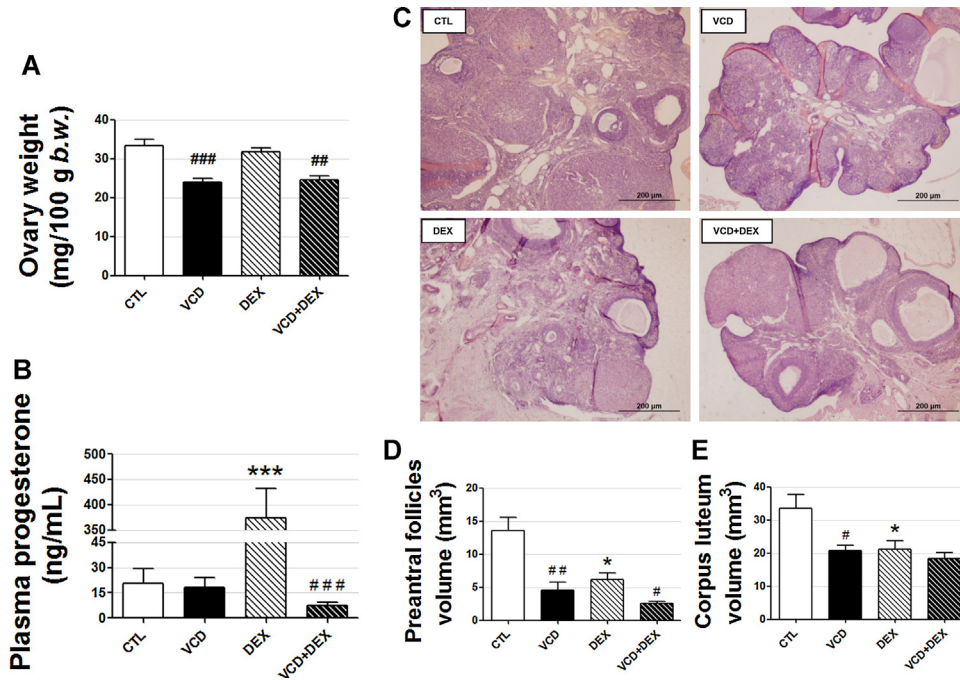 A
Ovary weight
(mg/100 g b.w.)
40
30
20
10
0
###
##
CTL
VCD
DEX
VCD+DEX
B
Plasma progesterone
(ng/mL)
500
450
400
350
45
30
15
0
***
###
CTL
VCD
DEX
VCD+DEX
C
CTL
200 µm
VCD
200 µm
DEX
200 µm
VCD+DEX
200 µm
D
Preantral follicles
volume (mm³)
20
15
10
5
0
##
*
#
CTL
VCD
DEX
VCD+DEX
E
Corpus luteum
volume (mm³)
40
30
20
10
0
#
*
CTL
VCD
DEX
VCD+DEX